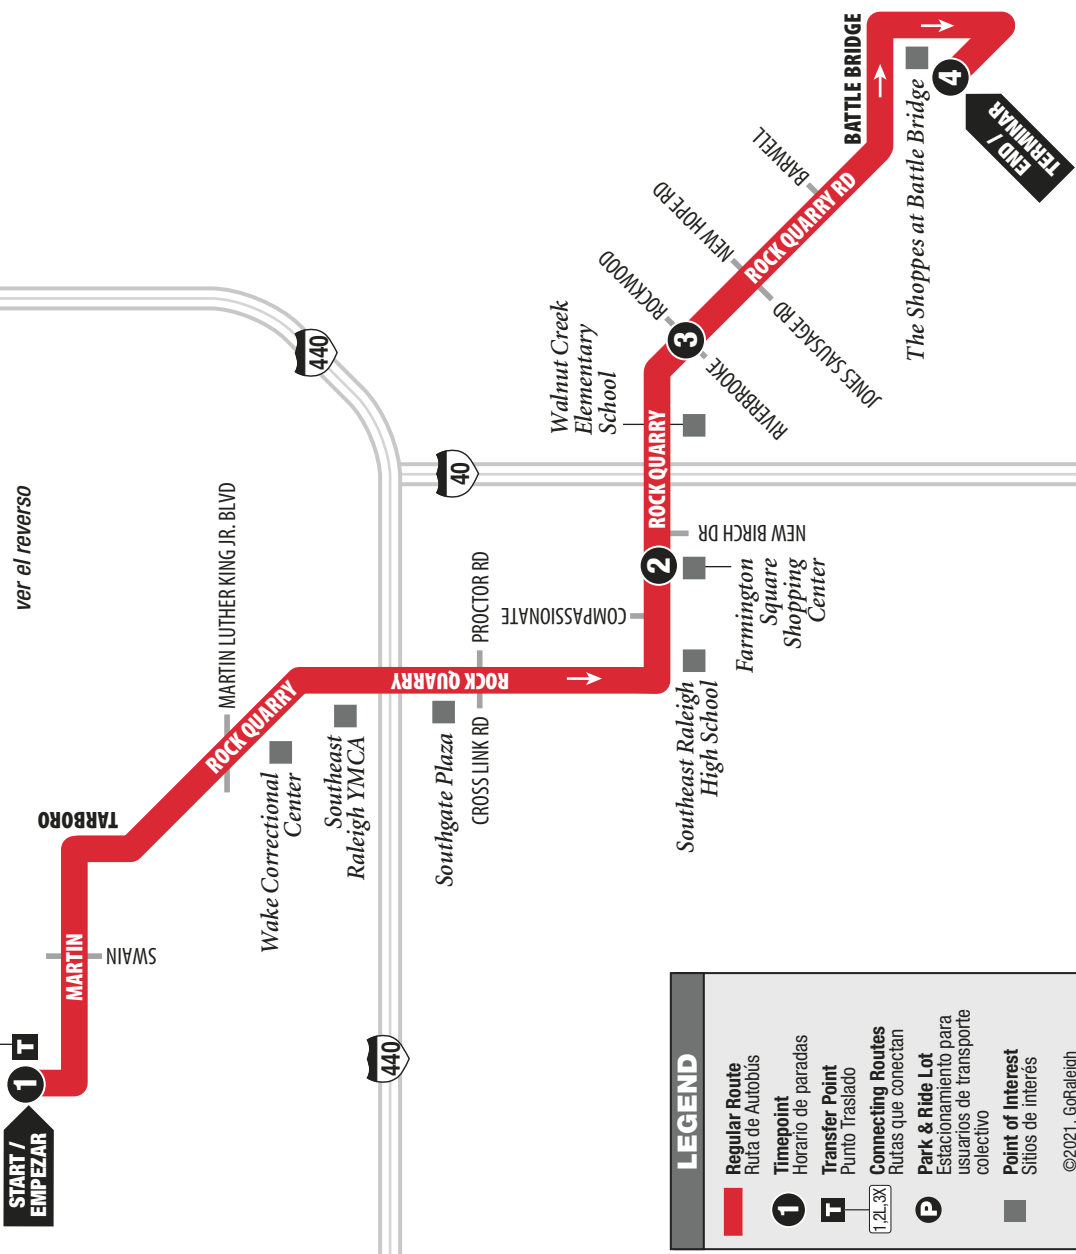 ver el reverso
START /
EMPEZAR
1
T
MARTIN
SWAIN
TARBORO
MARTIN LUTHER KING JR. BLVD
ROCK QUARRY
Wake Correctional
Center
Southeast
Raleigh YMCA
440
440
40
Southgate Plaza
ROCK QUARRY
CROSS LINK RD
PROCTOR RD
COMPASSIONATE
Southeast Raleigh
High School
2
Farmington
Square
Shopping
Center
NEW BIRCH DR
ROCK QUARRY
Walnut Creek
Elementary
School
3
ROCKWOOD
RIVERBROOKE
NEW HOPE RD
JONES SAUSAGE RD
BARWELL
ROCK QUARRY RD
BATTLE BRIDGE
The Shoppes at Battle Bridge
4
END /
TERMINAR
LEGEND
Regular Route
Ruta de Autobús
1
Timepoint
Horario de paradas
T
Transfer Point
Punto Traslado
1,2L,3X
Connecting Routes
Rutas que conectan
P
Park & Ride Lot
Estacionamiento para
usuarios de transporte
colectivo
Point of Interest
Sitios de interés
©2021, GoRaleigh